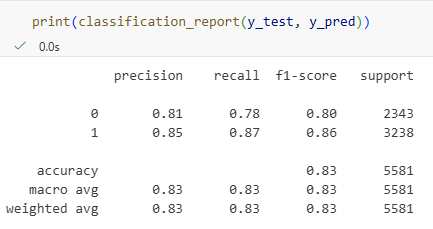 print(classification_report(y_test, y_pred))
✓ 0.0s
precision recall f1-score support
0 0.81 0.78 0.80 2343
1 0.85 0.87 0.86 3238
accuracy 0.83 5581
macro avg 0.83 0.83 0.83 5581
weighted avg 0.83 0.83 0.83 5581